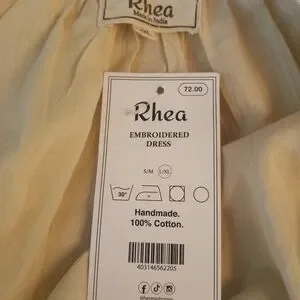 Rhea
Made in India
72.00
Rhea
EMBROIDERED
DRESS
S/M L/XL
30°
Handmade.
100% Cotton.
403146562205